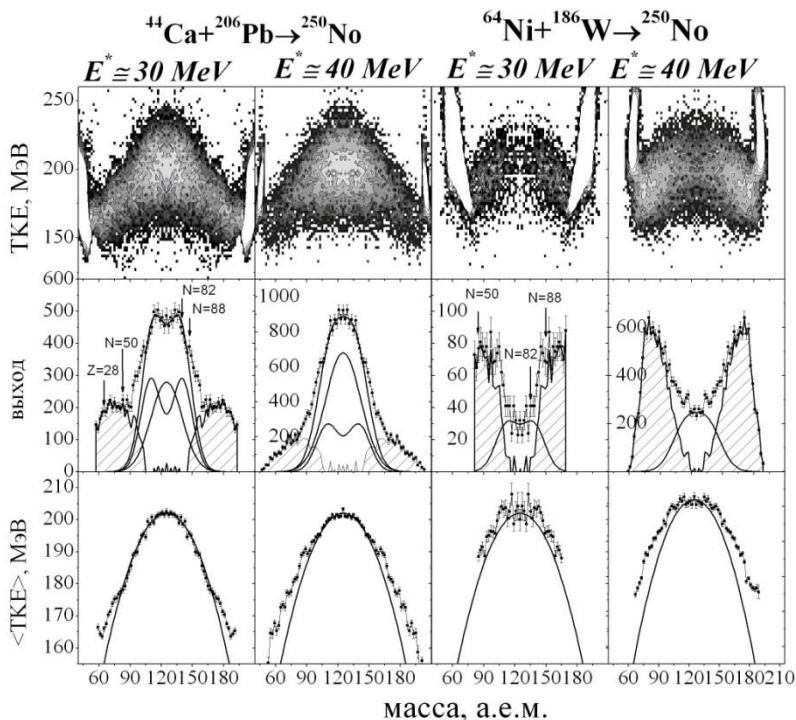 ⁴⁴Ca+²⁰⁶Pb→²⁵⁰No ⁶⁴Ni+¹⁸⁶W→²⁵⁰No
E*≅30 MeV E*≅40 MeV E*≅30 MeV E*≅40 MeV
TKE, МэВ
250
200
150
выход
600
500
400
300
200
100
0
Z=28
N=50
N=82
N=88
1000
800
600
400
200
100
80
60
40
20
N=50
N=82
N=88
600
400
200
<TKE>, МэВ
210
200
190
180
170
160
60 90 120150180 60 90 120150180 60 90 120150180 60 90 120150180210
масса, а.е.м.